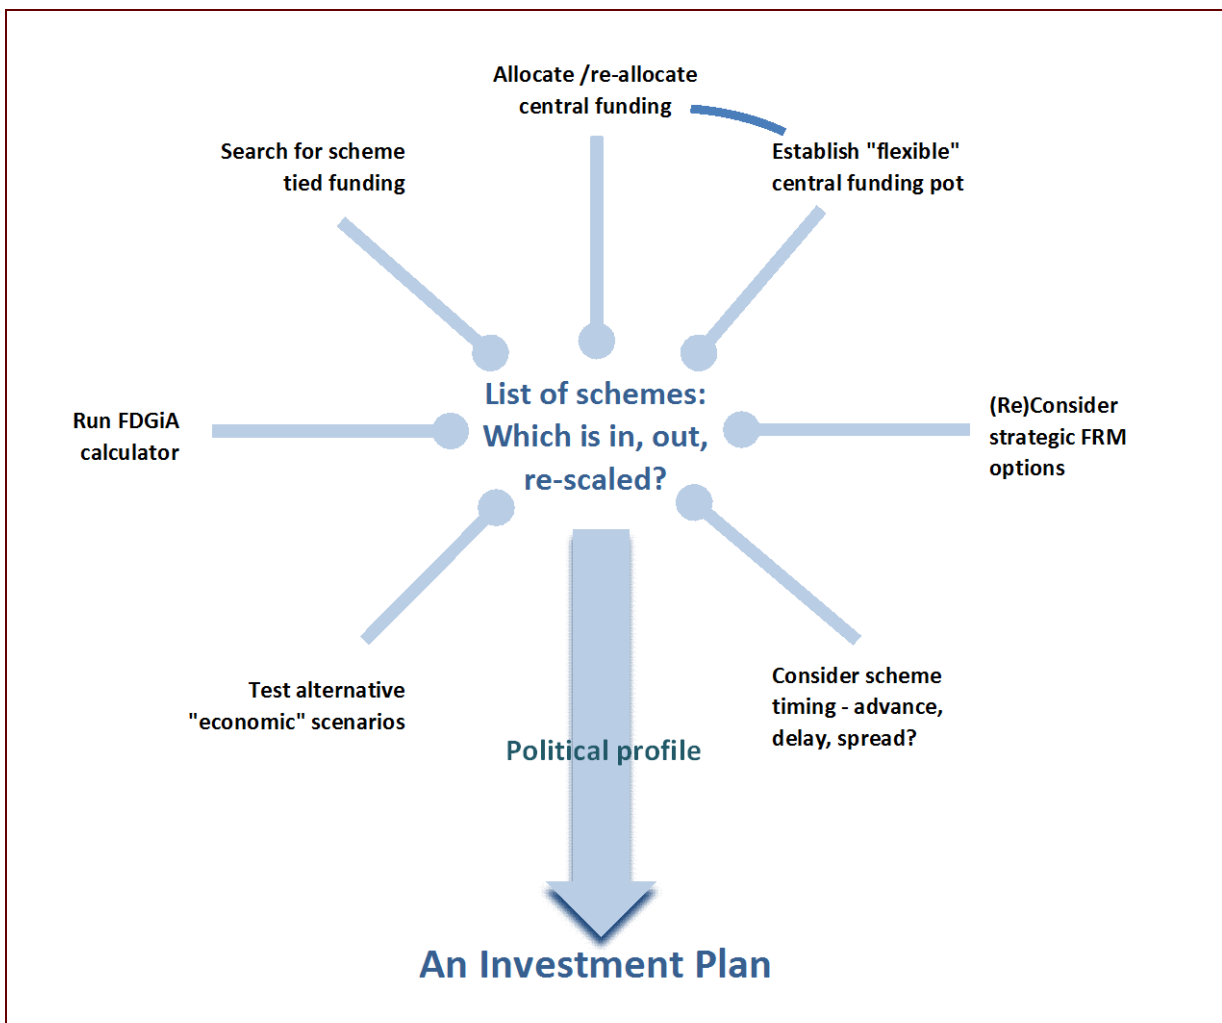 Allocate /re-allocate
central funding
Search for scheme
tied funding
Establish "flexible"
central funding pot
Run FDGiA
calculator
List of schemes:
Which is in, out,
re-scaled?
(Re)Consider
strategic FRM
options
Test alternative
"economic" scenarios
Consider scheme
timing - advance,
delay, spread?
Political profile
An Investment Plan